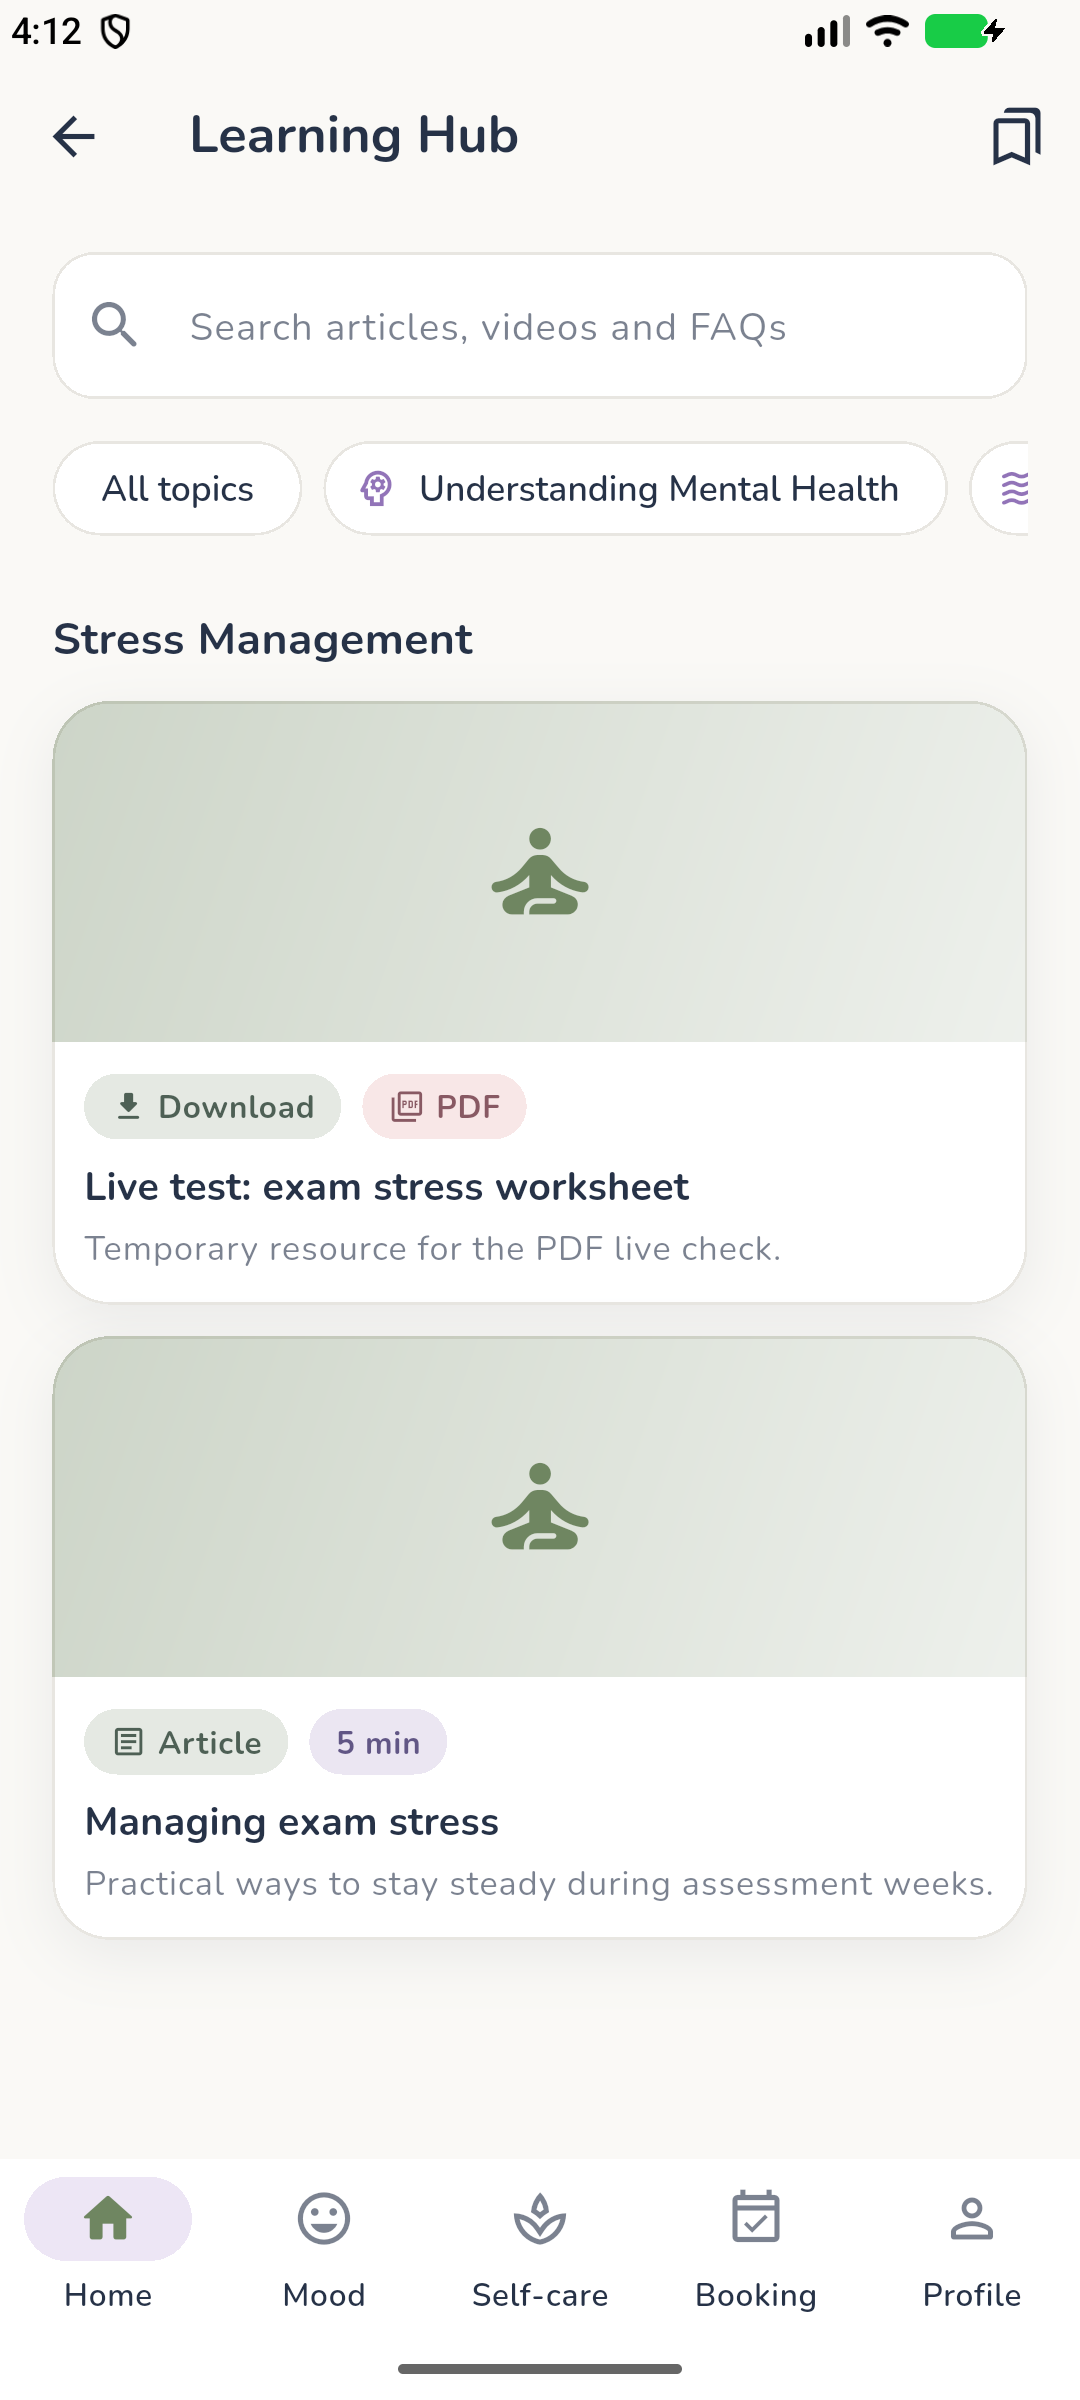 4:12
Learning Hub
Search articles, videos and FAQs
All topics
Understanding Mental Health
Stress Management
Download
PDF
PDF
Live test: exam stress worksheet
Temporary resource for the PDF live check.
Article
5 min
Managing exam stress
Practical ways to stay steady during assessment weeks.
Home
Mood
Self-care
Booking
Profile